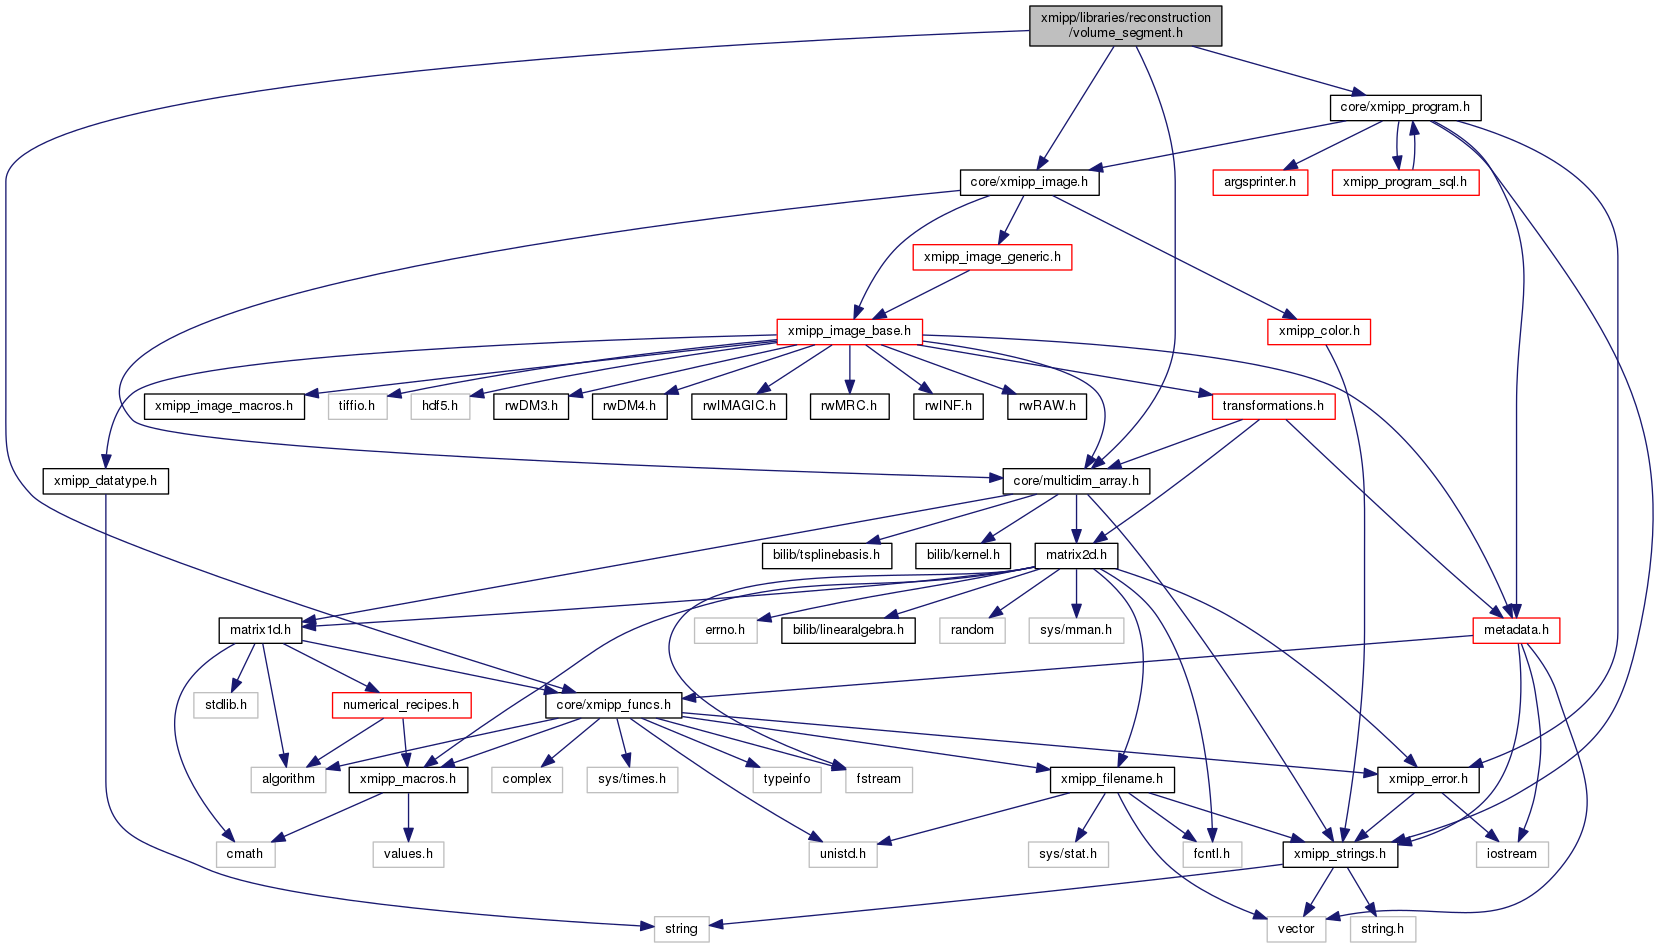 xmipp/libraries/reconstruction
/volume_segment.h
core/xmipp_program.h
core/xmipp_image.h
argsprinter.h
xmipp_program_sql.h
xmipp_image_generic.h
xmipp_image_base.h
xmipp_color.h
xmipp_image_macros.h
tiffio.h
hdf5.h
rwDM3.h
rwDM4.h
rwIMAGIC.h
rwMRC.h
rwINF.h
rwRAW.h
transformations.h
xmipp_datatype.h
core/multidim_array.h
bilib/tsplinebasis.h
bilib/kernel.h
matrix2d.h
matrix1d.h
errno.h
bilib/linearalgebra.h
random
sys/mman.h
metadata.h
stdlib.h
numerical_recipes.h
core/xmipp_funcs.h
algorithm
xmipp_macros.h
complex
sys/times.h
typeinfo
fstream
xmipp_filename.h
xmipp_error.h
cmath
values.h
unistd.h
sys/stat.h
fcntl.h
xmipp_strings.h
iostream
string
vector
string.h